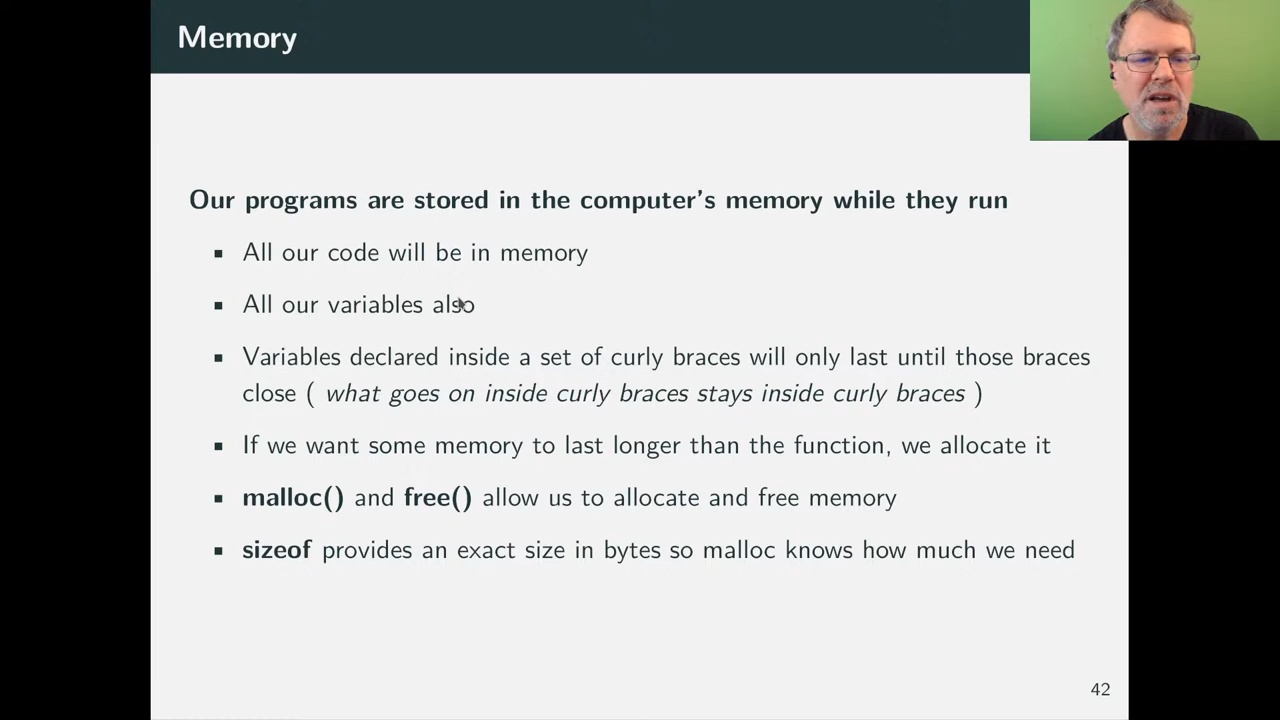 Memory
Our programs are stored in the computer's memory while they run
▪ All our code will be in memory
▪ All our variables also
▪ Variables declared inside a set of curly braces will only last until those braces
close ( what goes on inside curly braces stays inside curly braces )
▪ If we want some memory to last longer than the function, we allocate it
▪ malloc() and free() allow us to allocate and free memory
▪ sizeof provides an exact size in bytes so malloc knows how much we need
42